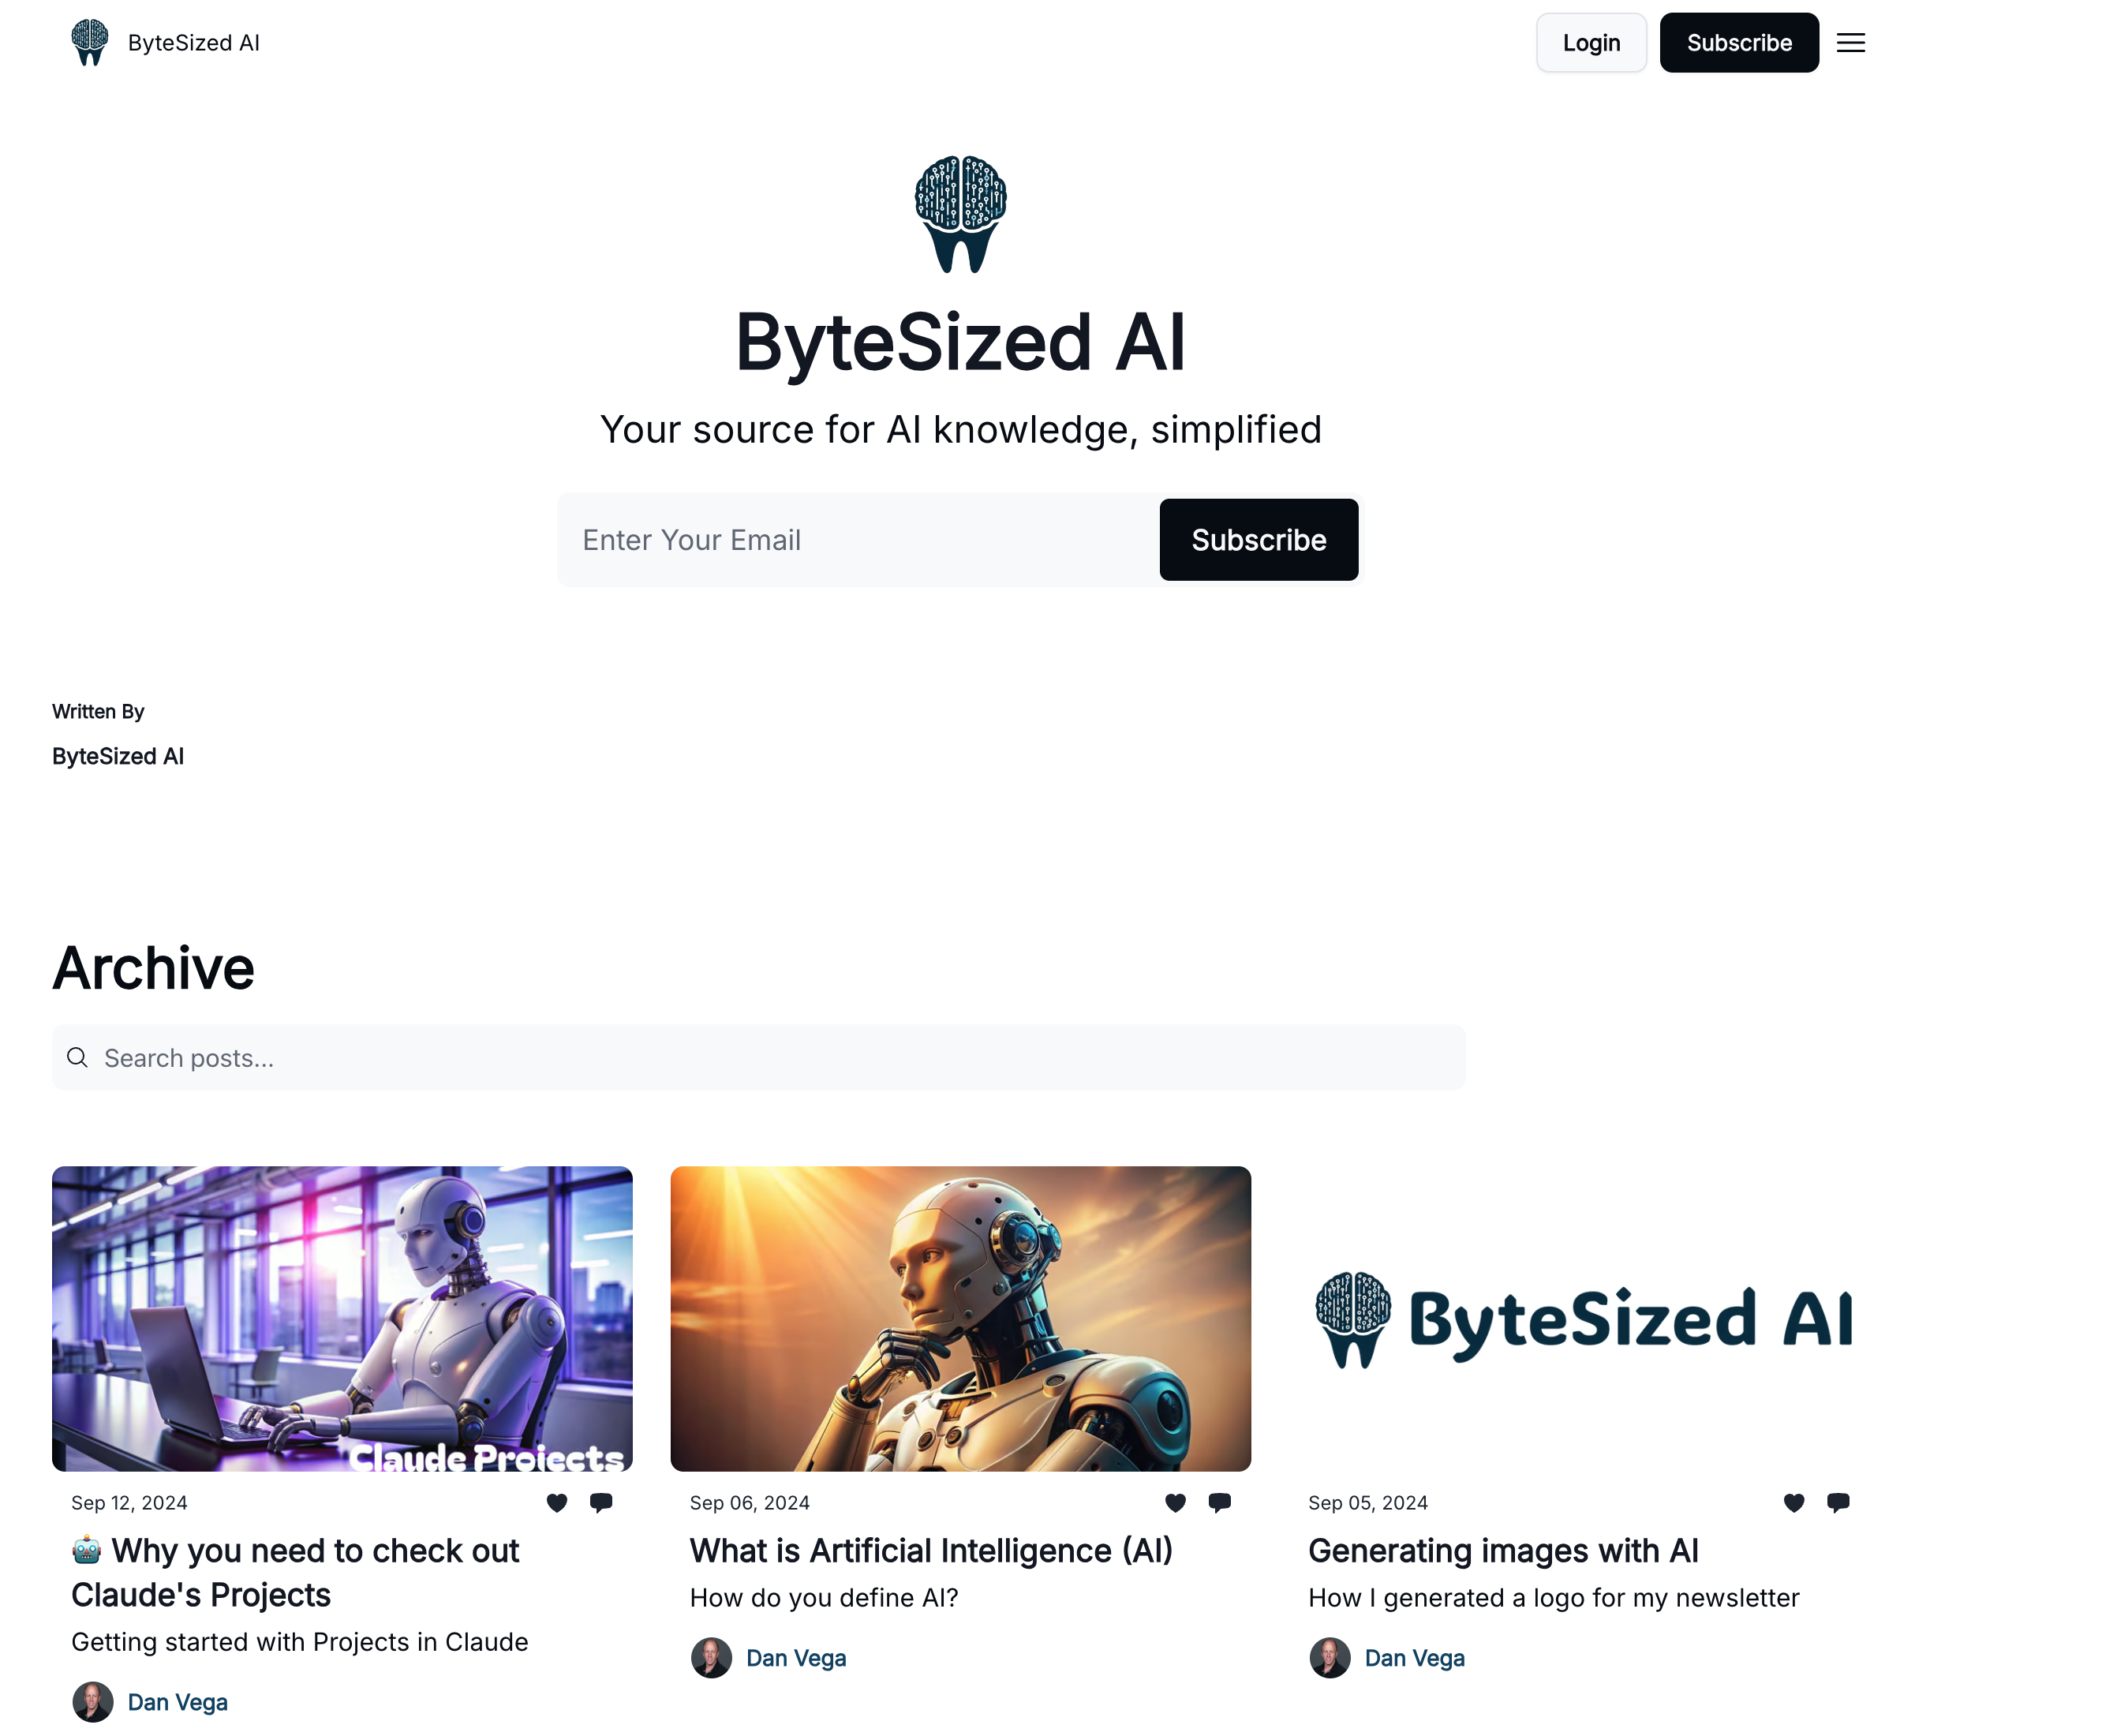 ByteSized AI
Login
Subscribe
ByteSized AI
Your source for AI knowledge, simplified
Enter Your Email
Subscribe
Written By
ByteSized AI
Archive
Search posts...
Claude Projects
ByteSized AI
Sep 12, 2024
🤖 Why you need to check out
Claude's Projects
Getting started with Projects in Claude
Dan Vega
Sep 06, 2024
What is Artificial Intelligence (AI)
How do you define AI?
Dan Vega
Sep 05, 2024
Generating images with AI
How I generated a logo for my newsletter
Dan Vega